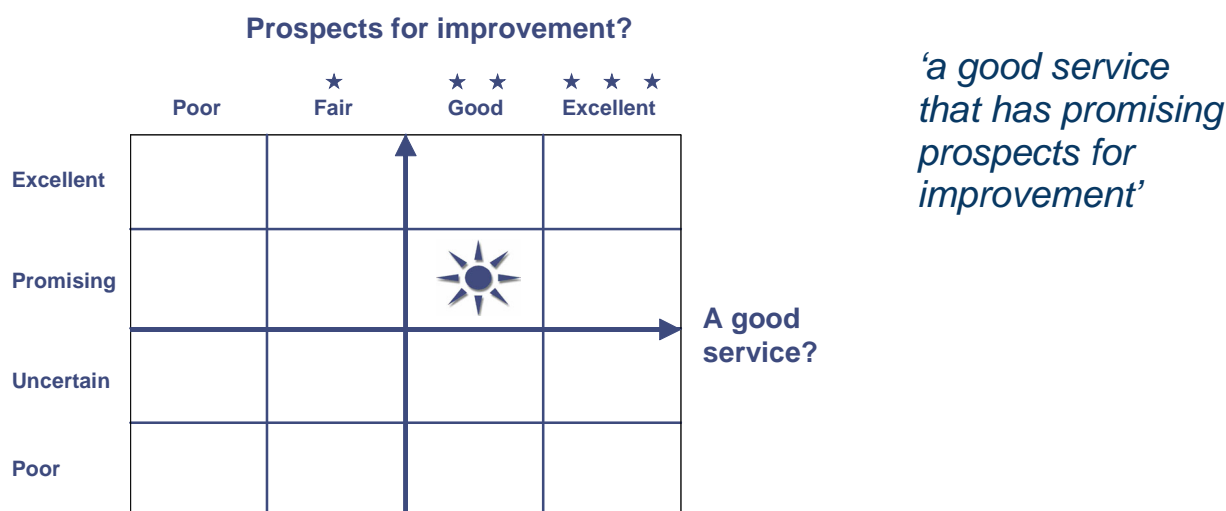 Prospects for improvement?
Poor
Fair
Good
Excellent
Excellent
Promising
Uncertain
Poor
A good
service?
‘a good service
that has promising
prospects for
improvement’